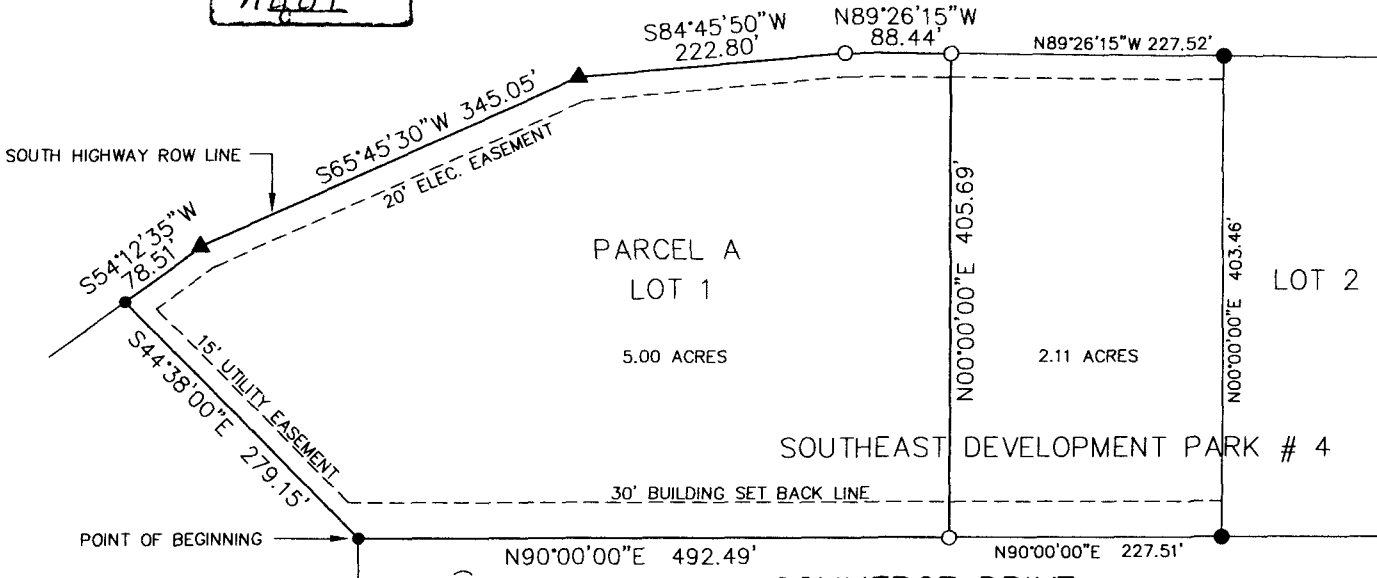 S84°45'50"W
222.80'
N89°26'15"W
88.44'
N89°26'15"W 227.52'
SOUTH HIGHWAY ROW LINE
S65°45'30"W 345.05'
20' ELEC. EASEMENT
S54°12'35"W
78.51'
PARCEL A
LOT 1
5.00 ACRES
N00°00'00"E 405.69'
2.11 ACRES
N00°00'00"E 403.46'
LOT 2
15' UTILITY EASEMENT
S44°38'00"E 279.15'
SOUTHEAST DEVELOPMENT PARK # 4
30' BUILDING SET BACK LINE
POINT OF BEGINNING
N90°00'00"E 492.49'
N90°00'00"E 227.51'